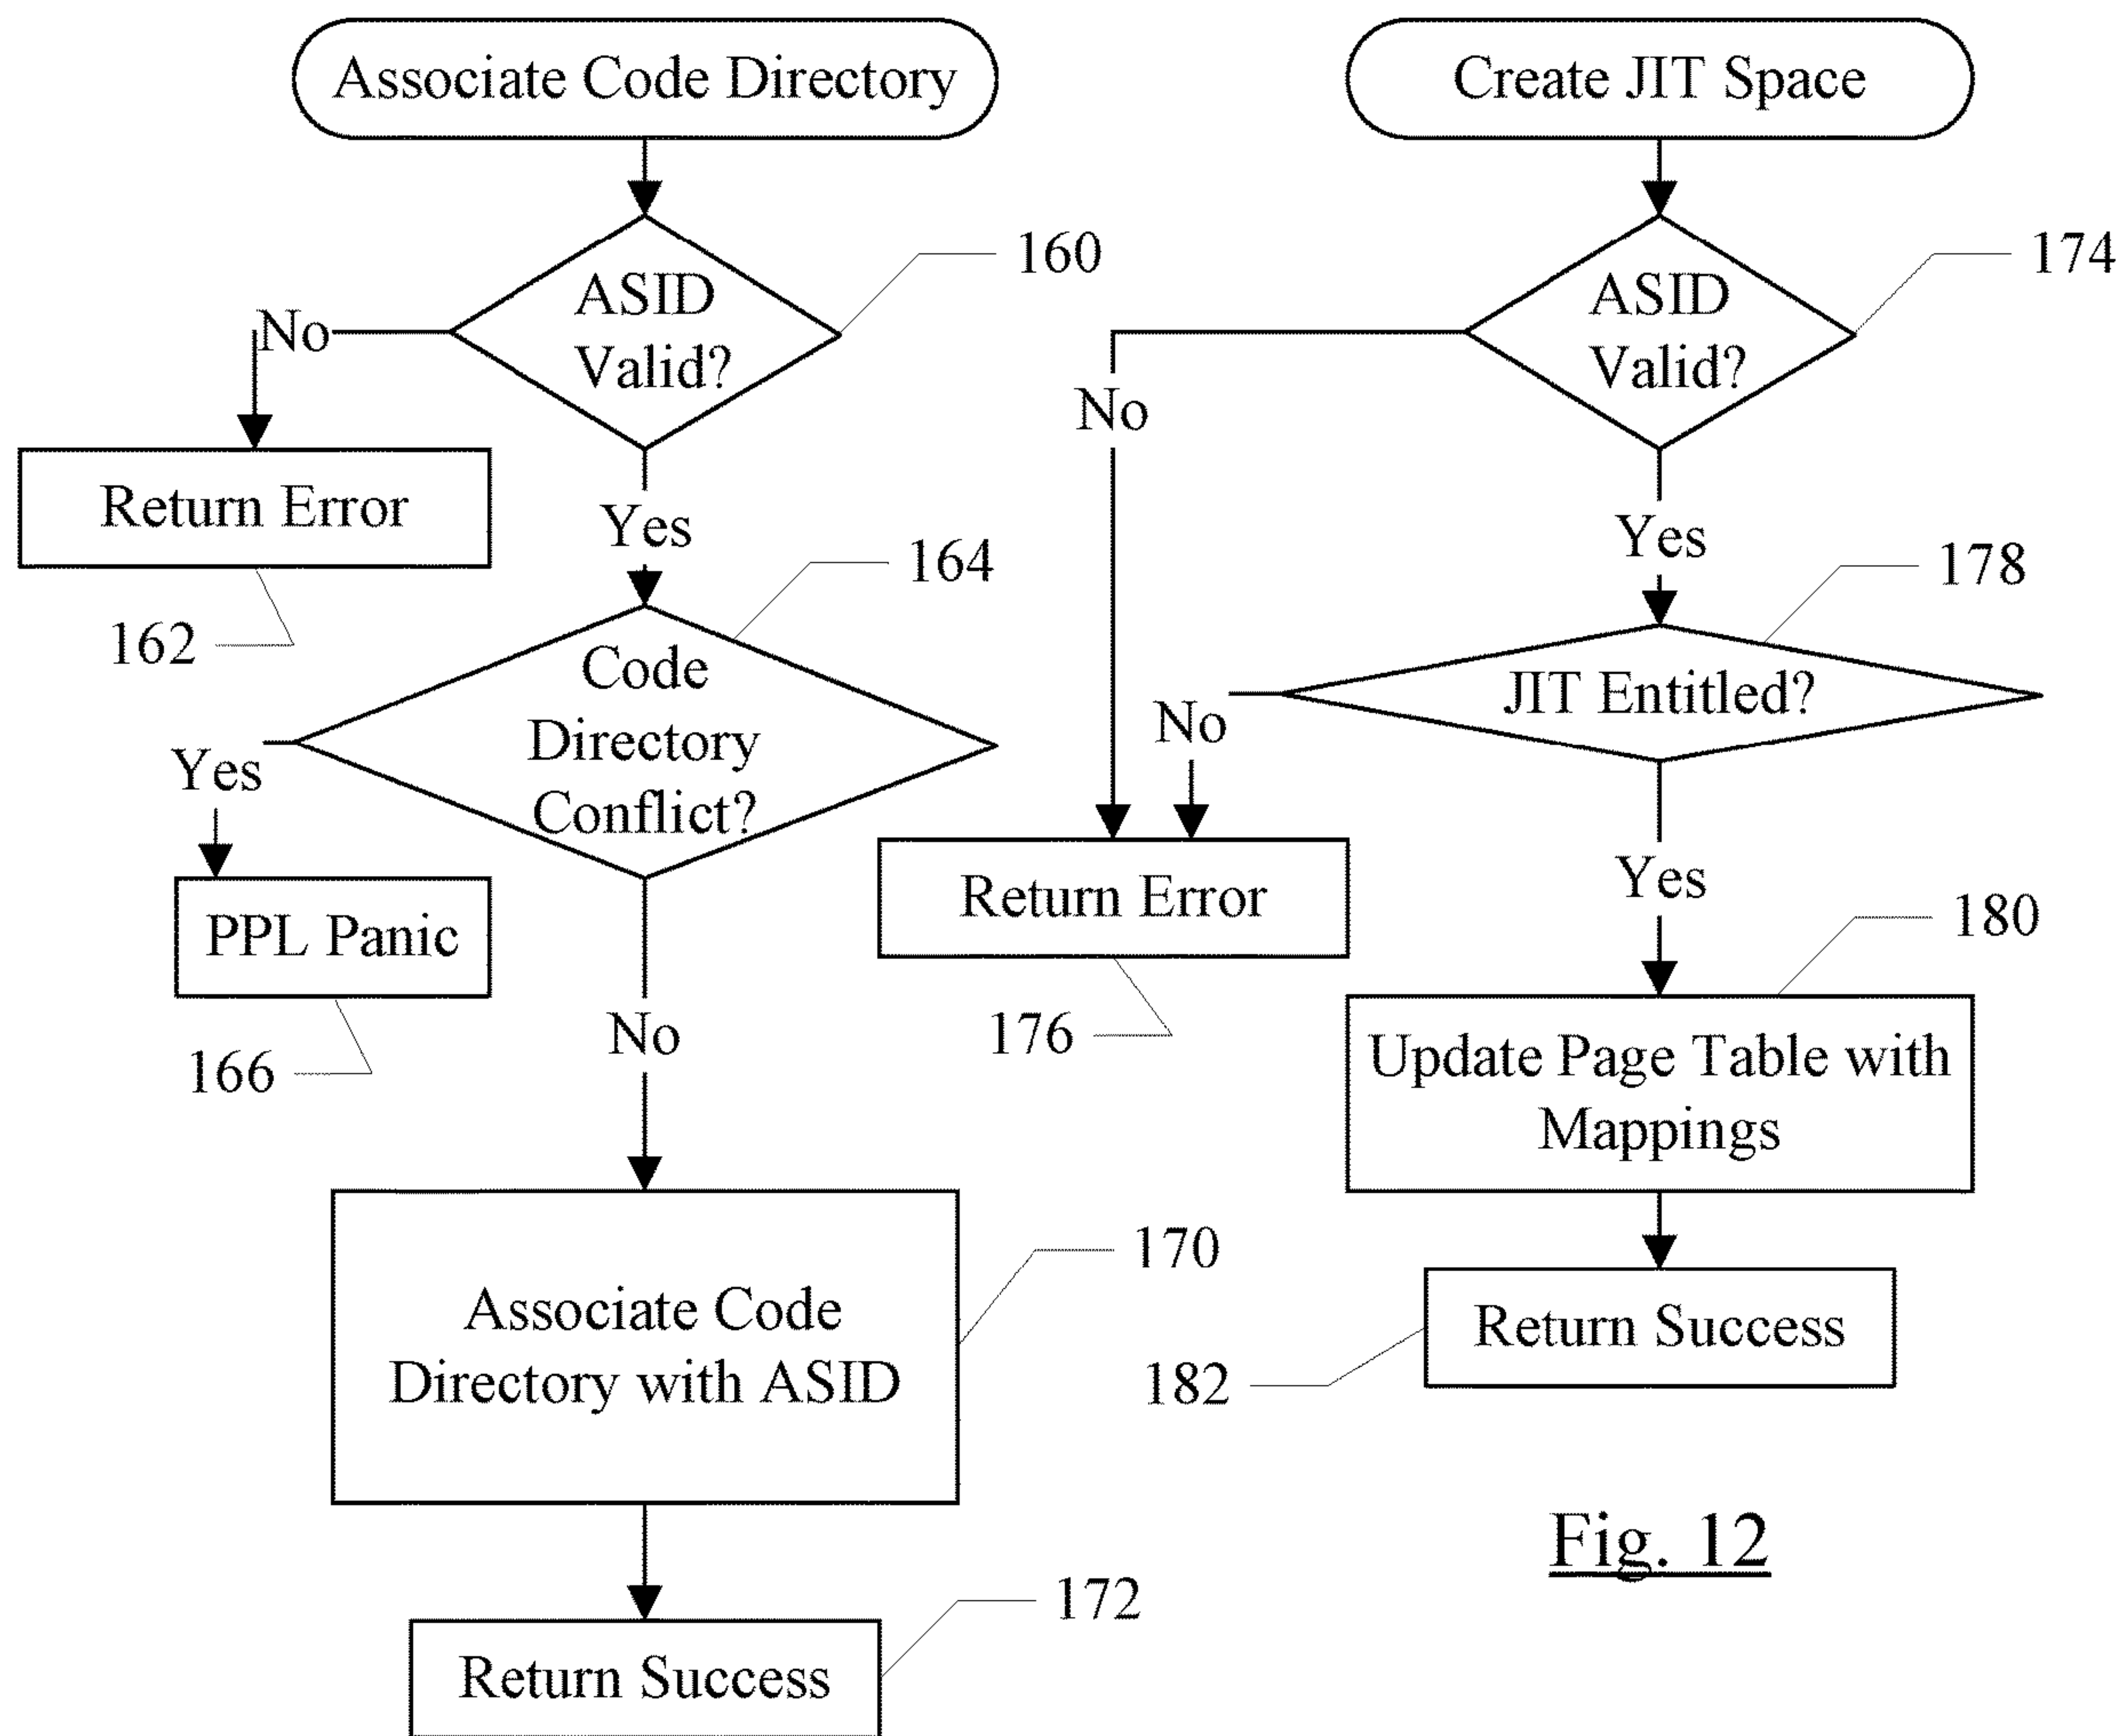 Associate Code Directory
ASID
Valid?
160
No
Return Error
162
Yes
164
Code
Directory
Conflict?
Yes
PPL Panic
166
No
Associate Code
Directory with ASID
170
Return Success
172
Create JIT Space
ASID
Valid?
174
No
Yes
178
JIT Entitled?
No
Return Error
176
Yes
180
Update Page Table with
Mappings
Return Success
182
Fig. 12